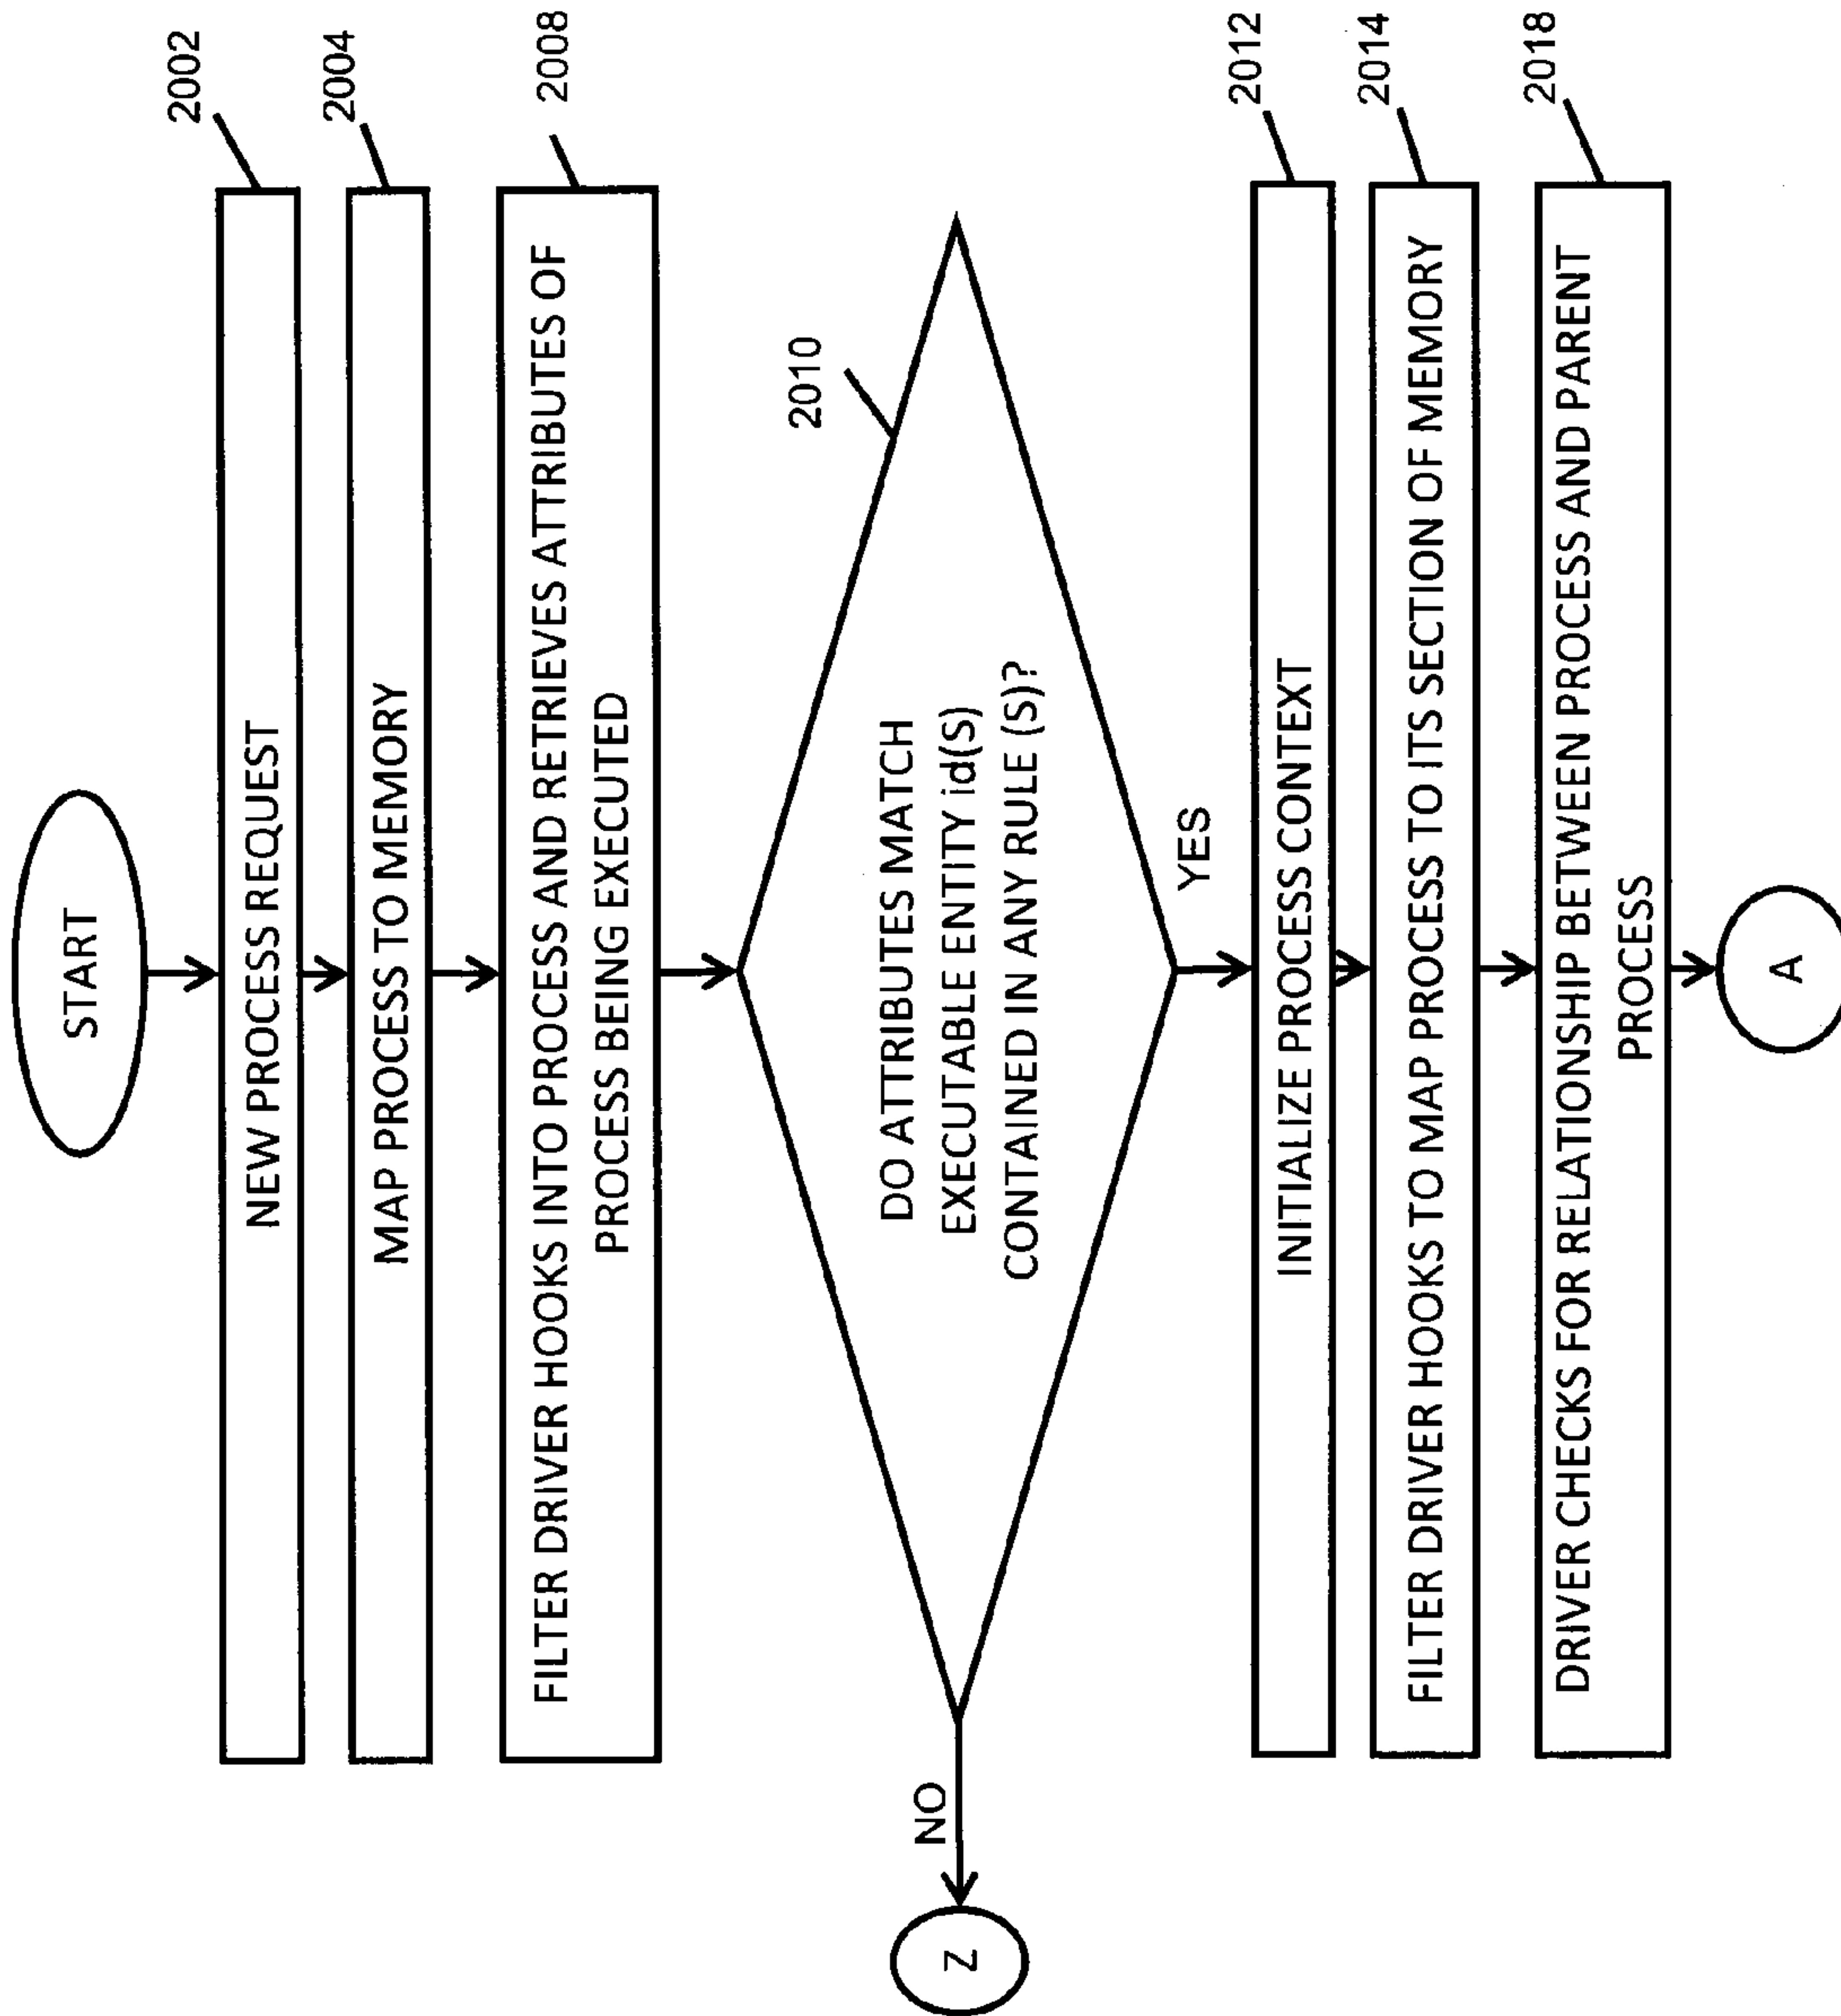 START
NEW PROCESS REQUEST
2002
MAP PROCESS TO MEMORY
2004
FILTER DRIVER HOOKS INTO PROCESS AND RETRIEVES ATTRIBUTES OF
PROCESS BEING EXECUTED
2008
DO ATTRIBUTES MATCH
EXECUTABLE ENTITY id(S)
CONTAINED IN ANY RULE (S)?
2010
NO
Z
YES
INITIALIZE PROCESS CONTEXT
2012
FILTER DRIVER HOOKS TO MAP PROCESS TO ITS SECTION OF MEMORY
2014
DRIVER CHECKS FOR RELATIONSHIP BETWEEN PROCESS AND PARENT
PROCESS
2018
A